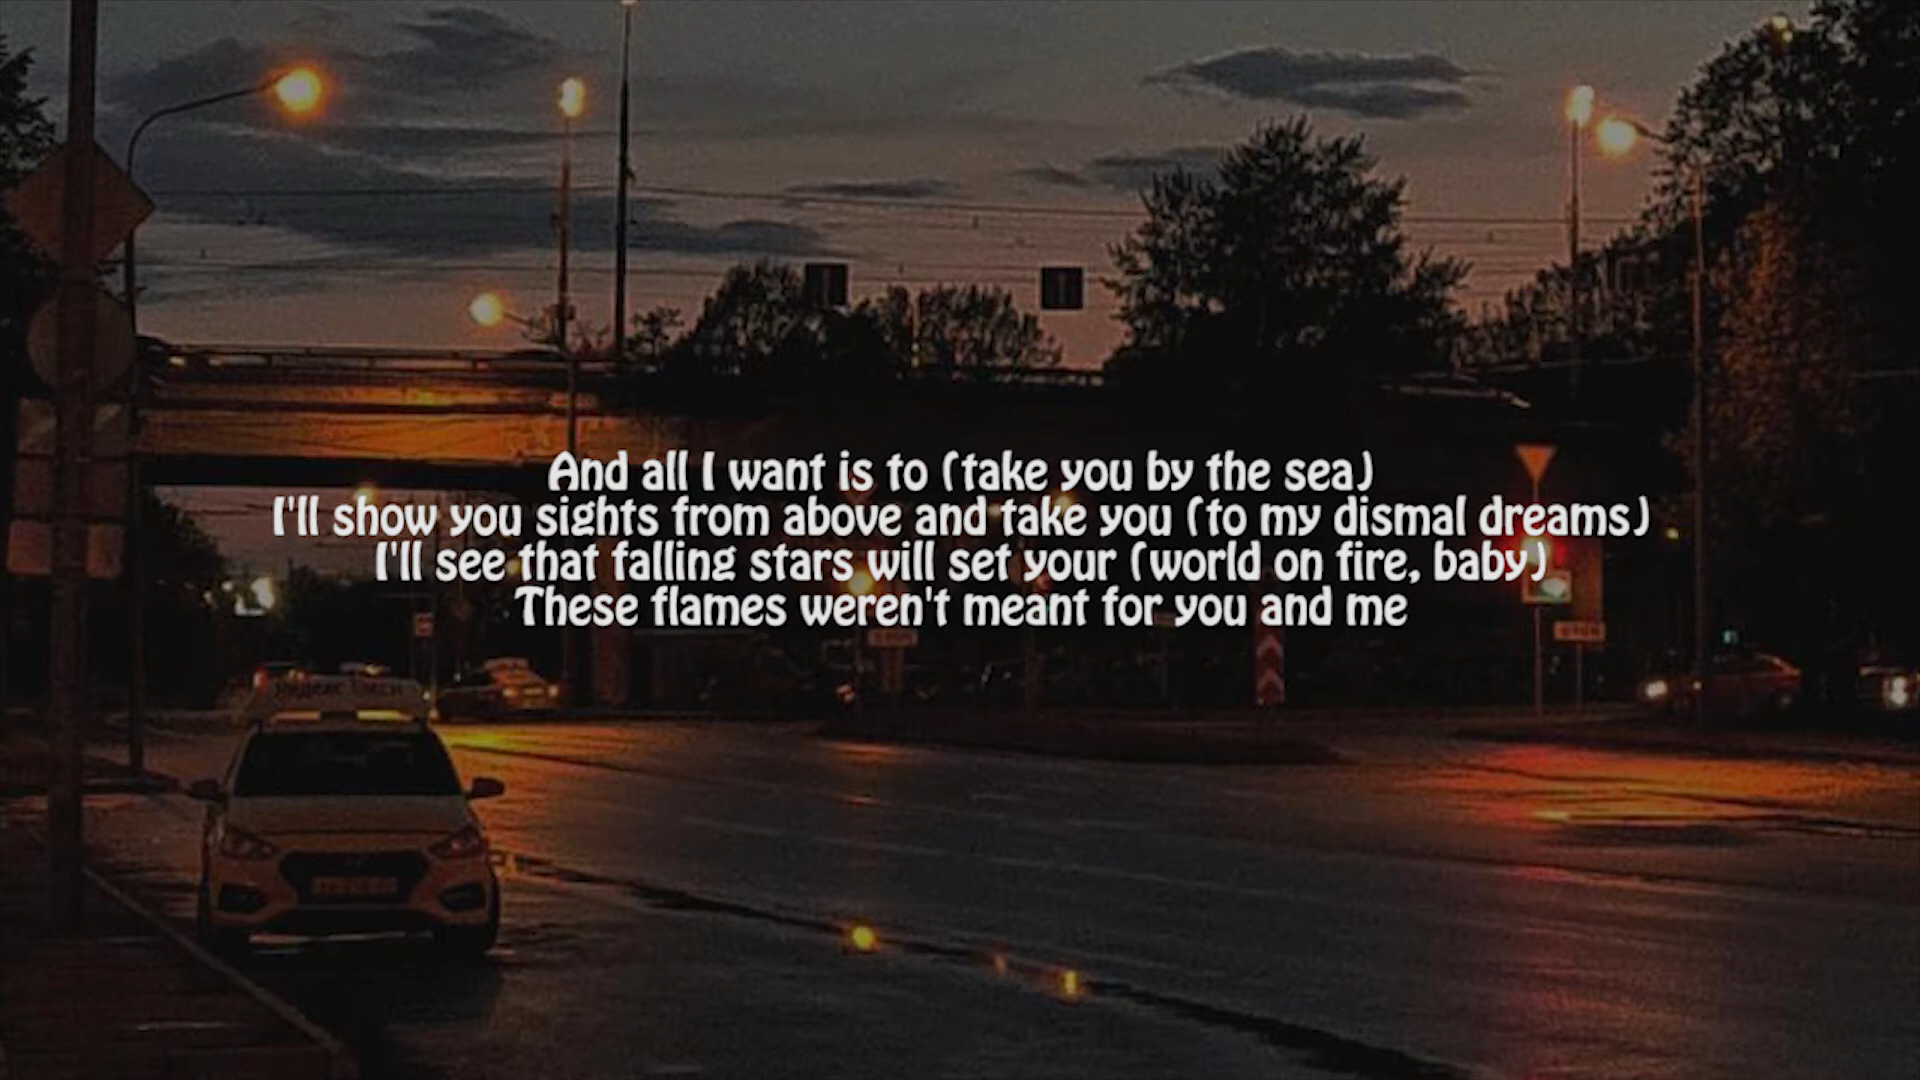 And all I want is to (take you by the sea)
I'll show you sights from above and take you (to my dismal dreams)
I'll see that falling stars will set your (world on fire, baby)
These flames weren't meant for you and me
Яндекс Такси